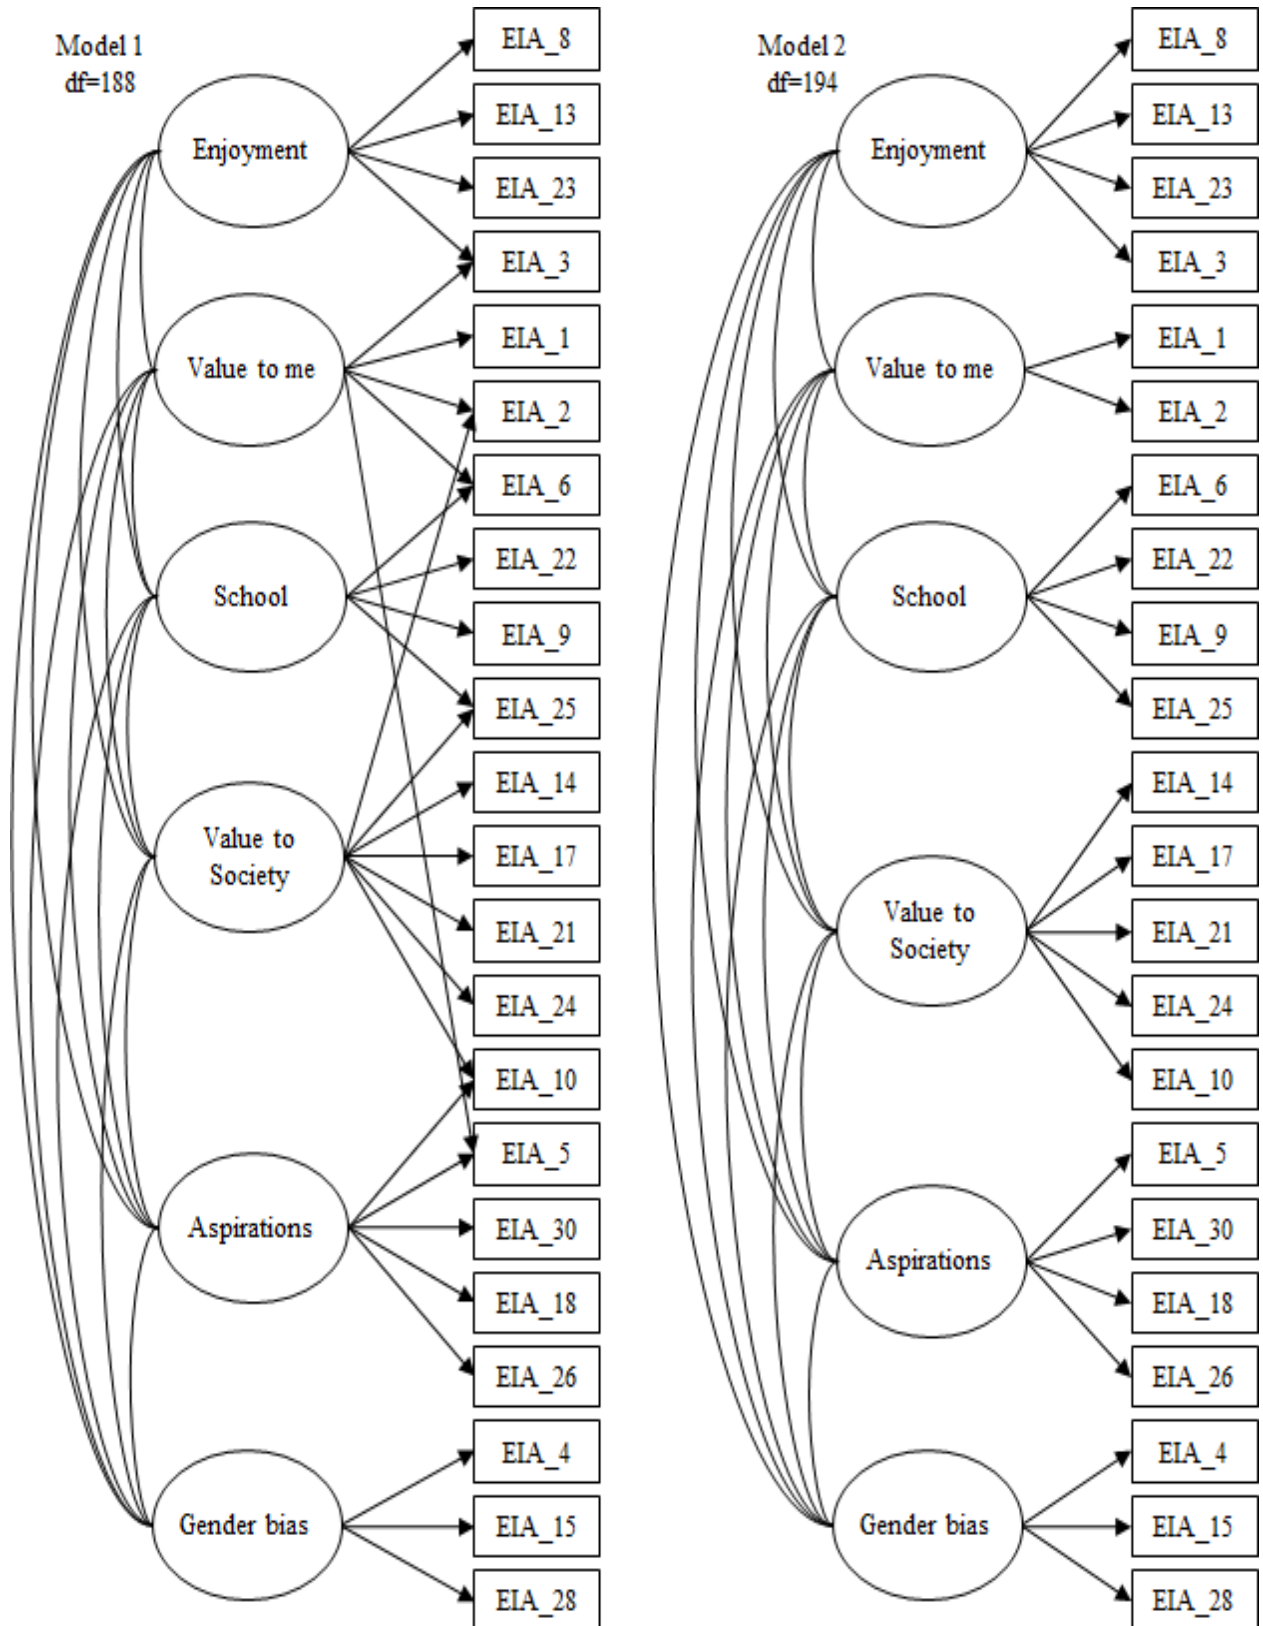 Model 1
df=188
Enjoyment
Value to me
School
Value to
Society
Aspirations
Gender bias
EIA_8
EIA_13
EIA_23
EIA_3
EIA_1
EIA_2
EIA_6
EIA_22
EIA_9
EIA_25
EIA_14
EIA_17
EIA_21
EIA_24
EIA_10
EIA_5
EIA_30
EIA_18
EIA_26
EIA_4
EIA_15
EIA_28
Model 2
df=194
Enjoyment
Value to me
School
Value to
Society
Aspirations
Gender bias
EIA_8
EIA_13
EIA_23
EIA_3
EIA_1
EIA_2
EIA_6
EIA_22
EIA_9
EIA_25
EIA_14
EIA_17
EIA_21
EIA_24
EIA_10
EIA_5
EIA_30
EIA_18
EIA_26
EIA_4
EIA_15
EIA_28